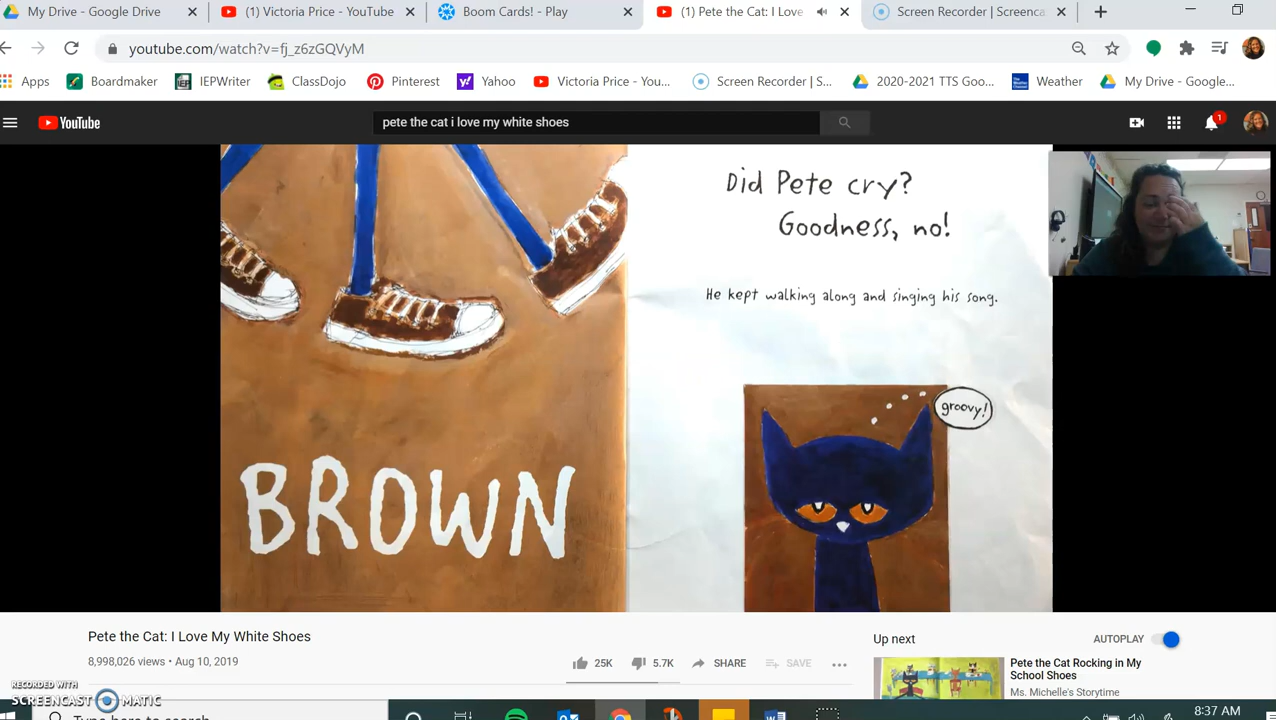 My Drive - Google Drive
(1) Victoria Price - YouTube
Boom Cards! - Play
(1) Pete the Cat: I Love
Screen Recorder | Screenca
youtube.com/watch?v=fj_z6zGQVyM
Apps
Boardmaker
IEPWriter
ClassDojo
Pinterest
Yahoo
Victoria Price - You...
Screen Recorder | S...
2020-2021 TTS Goo...
Weather
My Drive - Google...
YouTube
pete the cat i love my white shoes
1
Did Pete cry?
Goodness, no!
He kept walking along and singing his song.
groovy!
BROWN
Pete the Cat: I Love My White Shoes
8,998,026 views • Aug 10, 2019
25K
5.7K
SHARE
SAVE
Up next
AUTOPLAY
Pete the Cat Rocking in My
School Shoes
Ms. Michelle's Storytime
RECORDED WITH
SCREENCAST MATIC
Type here to search
8:37 AM